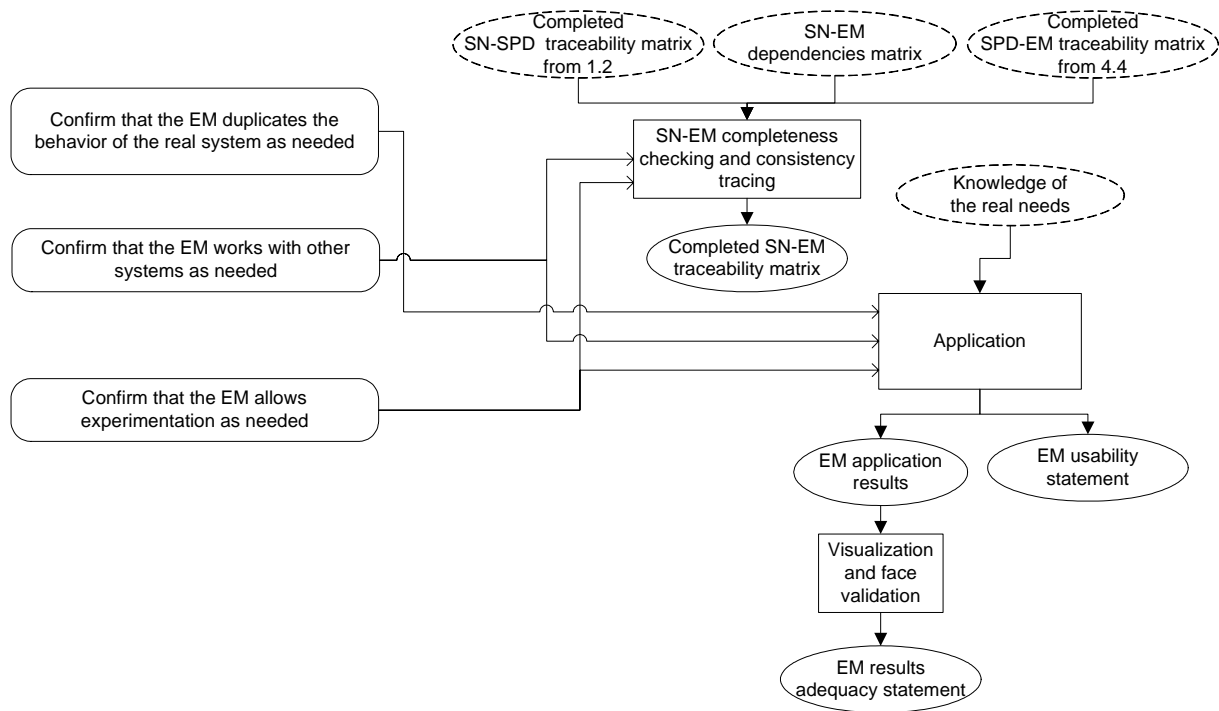 Completed
SN-SPD traceability matrix
from 1.2
SN-EM
dependencies matrix
Completed
SPD-EM traceability matrix
from 4.4
Confirm that the EM duplicates the
behavior of the real system as needed
SN-EM completeness
checking and consistency
tracing
Knowledge of
the real needs
Confirm that the EM works with other
systems as needed
Completed SN-EM
traceability matrix
Application
Confirm that the EM allows
experimentation as needed
EM application
results
EM usability
statement
Visualization
and face
validation
EM results
adequacy statement